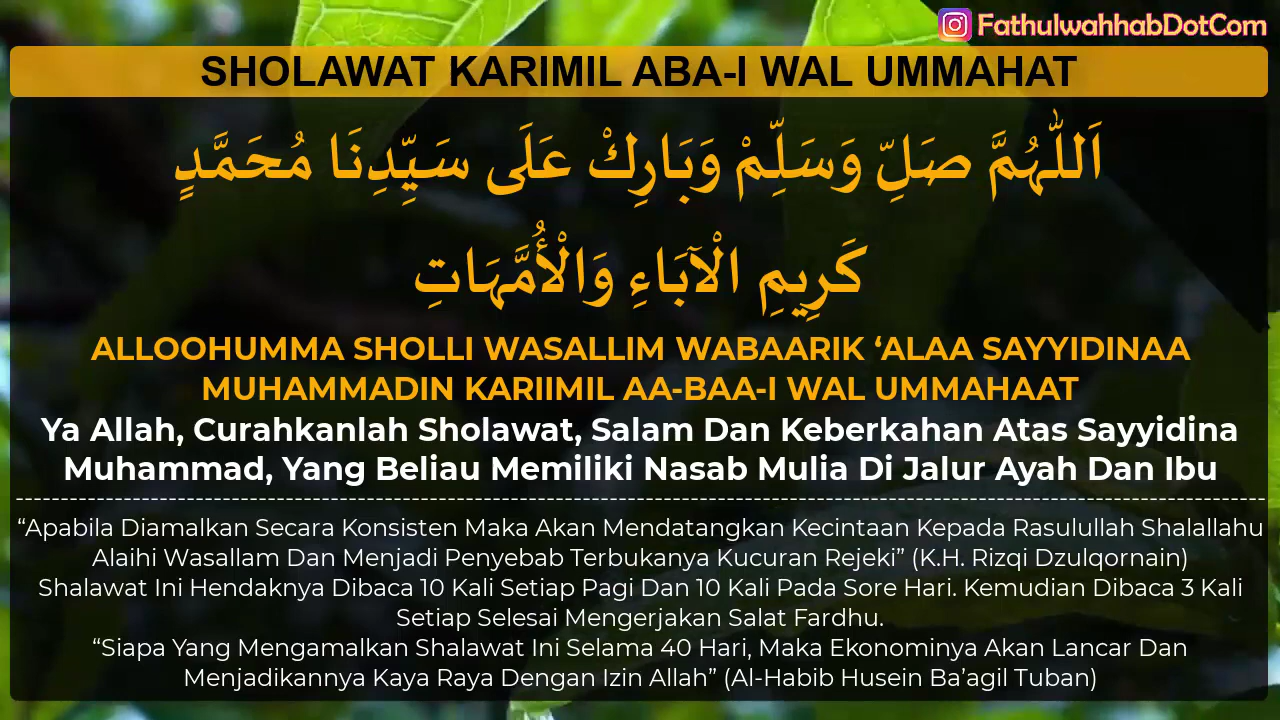 FathulwahhabDotCom
SHOLAWAT KARIMIL ABA-I WAL UMMAHAT
اَللّٰهُمَّ صَلِّ وَسَلِّمْ وَبَارِكْ عَلَى سَيِّدِنَا مُحَمَّدٍ
كَرِيمِ الْآبَاءِ وَالْأُمَّهَاتِ
ALLOOHUMMA SHOLLI WASALLIM WABAARIK ‘ALAA SAYYIDINAA
MUHAMMADIN KARIIMIL AA-BAA-I WAL UMMAHAAT
Ya Allah, Curahkanlah Sholawat, Salam Dan Keberkahan Atas Sayyidina
Muhammad, Yang Beliau Memiliki Nasab Mulia Di Jalur Ayah Dan Ibu
“Apabila Diamalkan Secara Konsisten Maka Akan Mendatangkan Kecintaan Kepada Rasulullah Shalallahu
Alaihi Wasallam Dan Menjadi Penyebab Terbukanya Kucuran Rejeki” (K.H. Rizqi Dzulqornain)
Shalawat Ini Hendaknya Dibaca 10 Kali Setiap Pagi Dan 10 Kali Pada Sore Hari. Kemudian Dibaca 3 Kali
Setiap Selesai Mengerjakan Salat Fardhu.
“Siapa Yang Mengamalkan Shalawat Ini Selama 40 Hari, Maka Ekonominya Akan Lancar Dan
Menjadikannya Kaya Raya Dengan Izin Allah” (Al-Habib Husein Ba’agil Tuban)